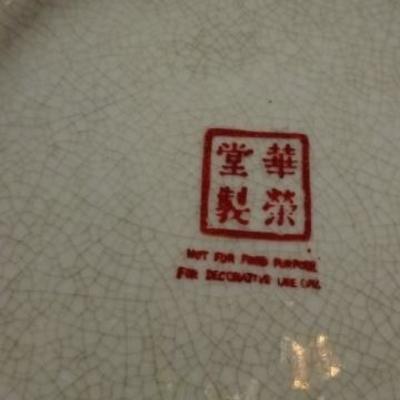 華榮
堂製
NOT FOR FOOD PURPOSE
FOR DECORATIVE USE ONLY